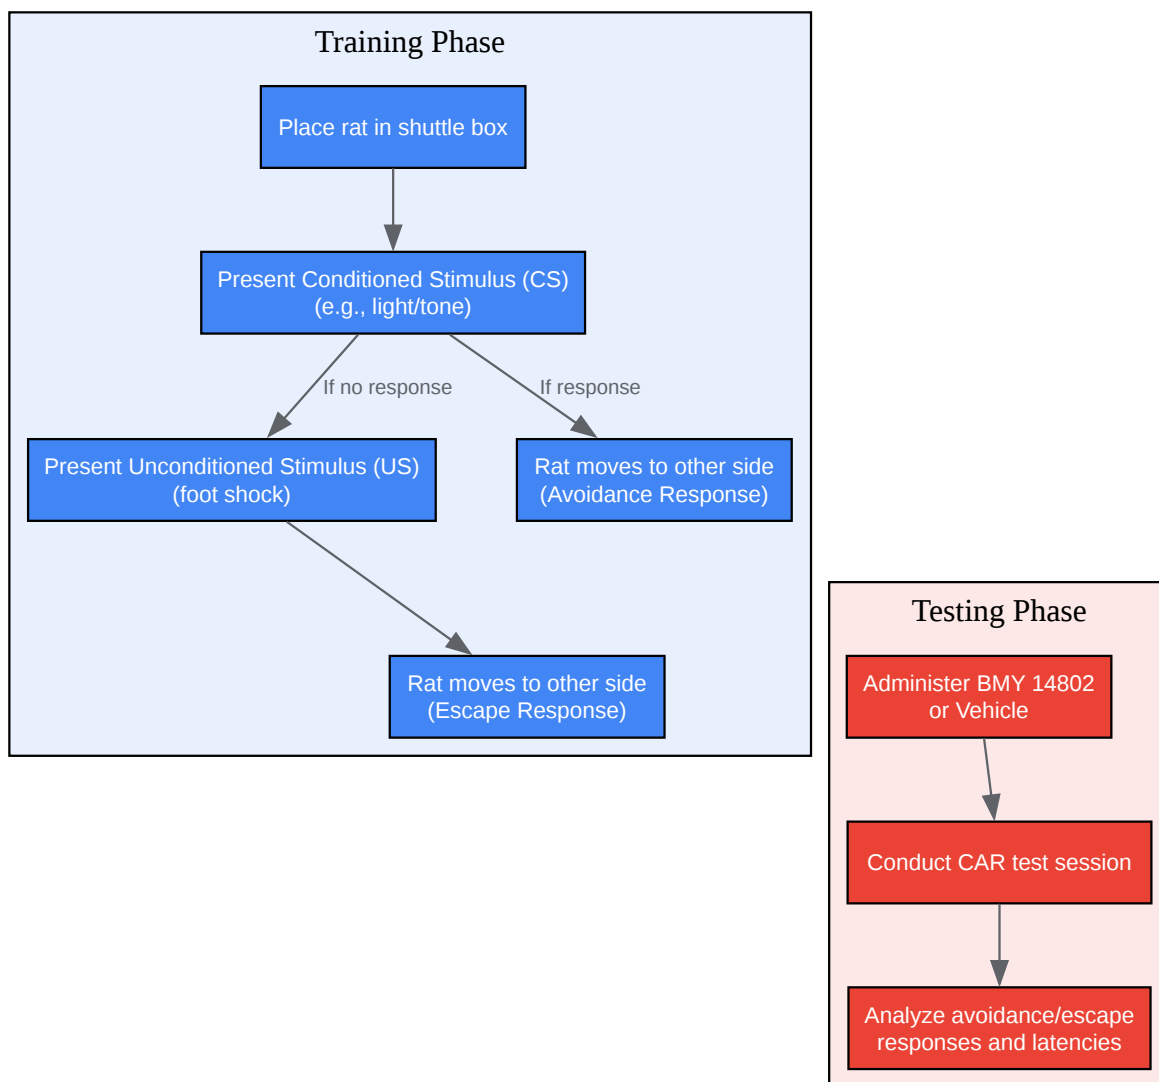 Training Phase
Place rat in shuttle box
Present Conditioned Stimulus (CS)
(e.g., light/tone)
If no response
If response
Present Unconditioned Stimulus (US)
(foot shock)
Rat moves to other side
(Avoidance Response)
Rat moves to other side
(Escape Response)
Testing Phase
Administer BMY 14802
or Vehicle
Conduct CAR test session
Analyze avoidance/escape
responses and latencies